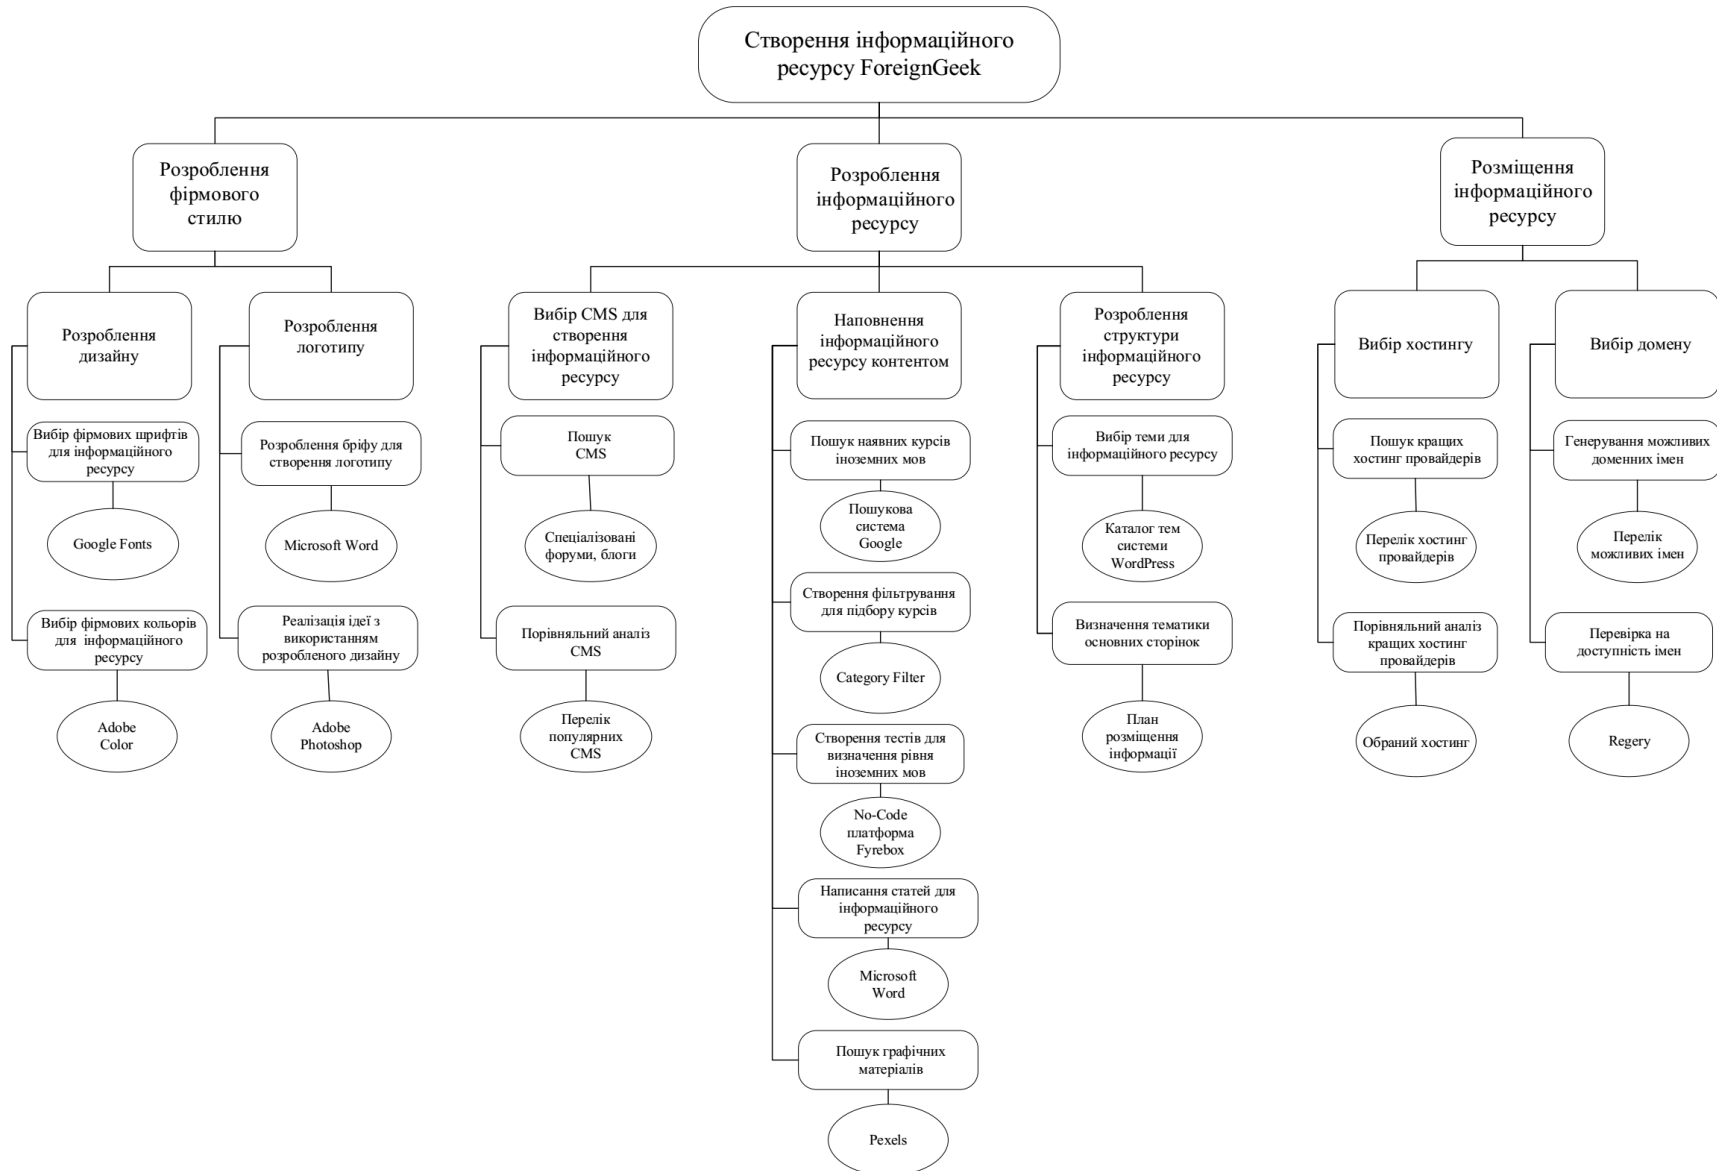 Створення інформаційного
ресурсу ForeignGeek
Розроблення
фірмового
стилю
Розроблення
інформаційного
ресурсу
Розміщення
інформаційного
ресурсу
Розроблення
дизайну
Розроблення
логотипу
Вибір CMS для
створення
інформаційного
ресурсу
Наповнення
інформаційного
ресурсу контентом
Розроблення
структури
інформаційного
ресурсу
Вибір хостингу
Вибір домену
Вибір фірмових шрифтів
для інформаційного
ресурсу
Розроблення бріфу для
створення логотипу
Пошук
CMS
Пошук наявних курсів
іноземних мов
Вибір теми для
інформаційного ресурсу
Пошук кращих
хостинг провайдерів
Генерування можливих
доменних імен
Google Fonts
Microsoft Word
Спеціалізовані
форуми, блоги
Пошукова
система
Google
Каталог тем
системи
WordPress
Перелік хостинг
провайдерів
Перелік
можливих імен
Створення фільтрування
для підбору курсів
Вибір фірмових кольорів
для інформаційного
ресурсу
Реалізація ідеї з
використанням
розробленого дизайну
Порівняльний аналіз
CMS
Category Filter
Визначення тематики
основних сторінок
Порівняльний аналіз
кращих хостинг
провайдерів
Перевірка на
доступність імен
Adobe
Color
Adobe
Photoshop
Перелік
популярних
CMS
Створення тестів для
визначення рівня
іноземних мов
План
розміщення
інформації
Обраний хостинг
Regery
No-Code
платформа
Fyrebox
Написання статей для
інформаційного
ресурсу
Microsoft
Word
Пошук графічних
матеріалів
Pexels